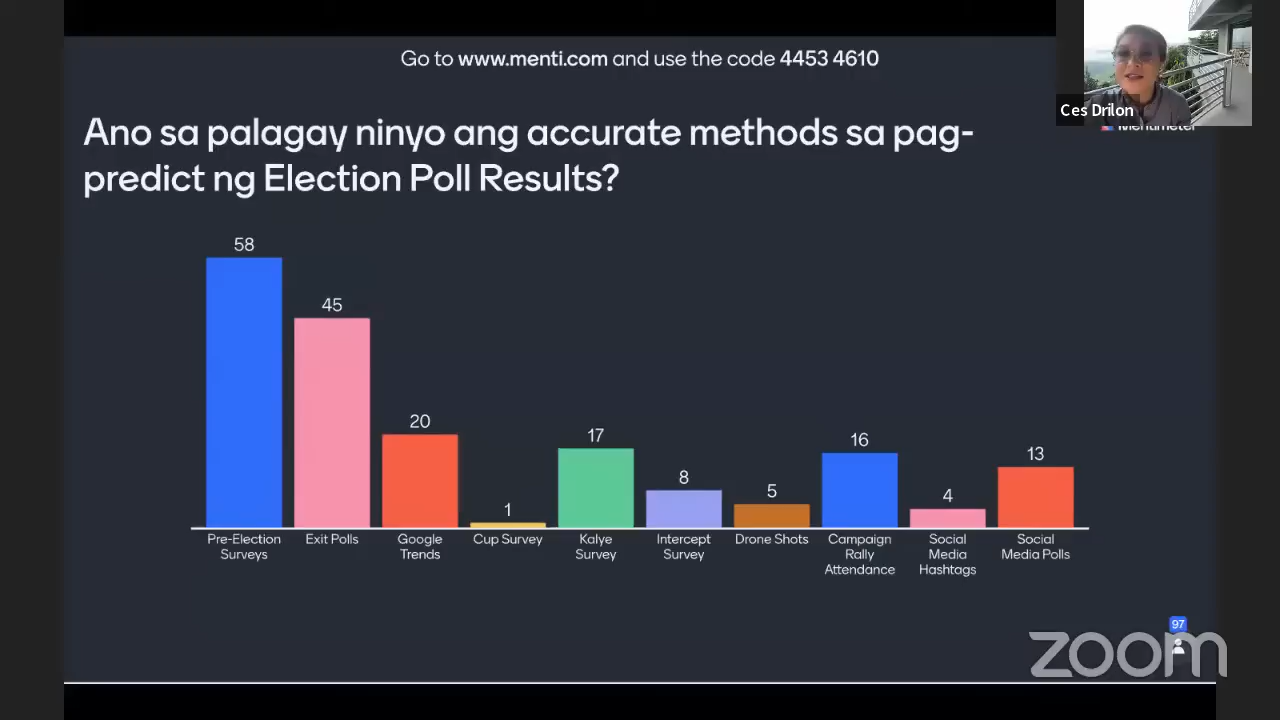 Go to www.menti.com and use the code 4453 4610
Ces Drilon
Mentimeter
Ano sa palagay ninyo ang accurate methods sa pag-
predict ng Election Poll Results?
58
45
20
1
17
8
5
16
4
13
Pre-Election
Surveys
Exit Polls
Google
Trends
Cup Survey
Kalye
Survey
Intercept
Survey
Drone Shots
Campaign
Rally
Attendance
Social
Media
Hashtags
Social
Media Polls
97
zoom